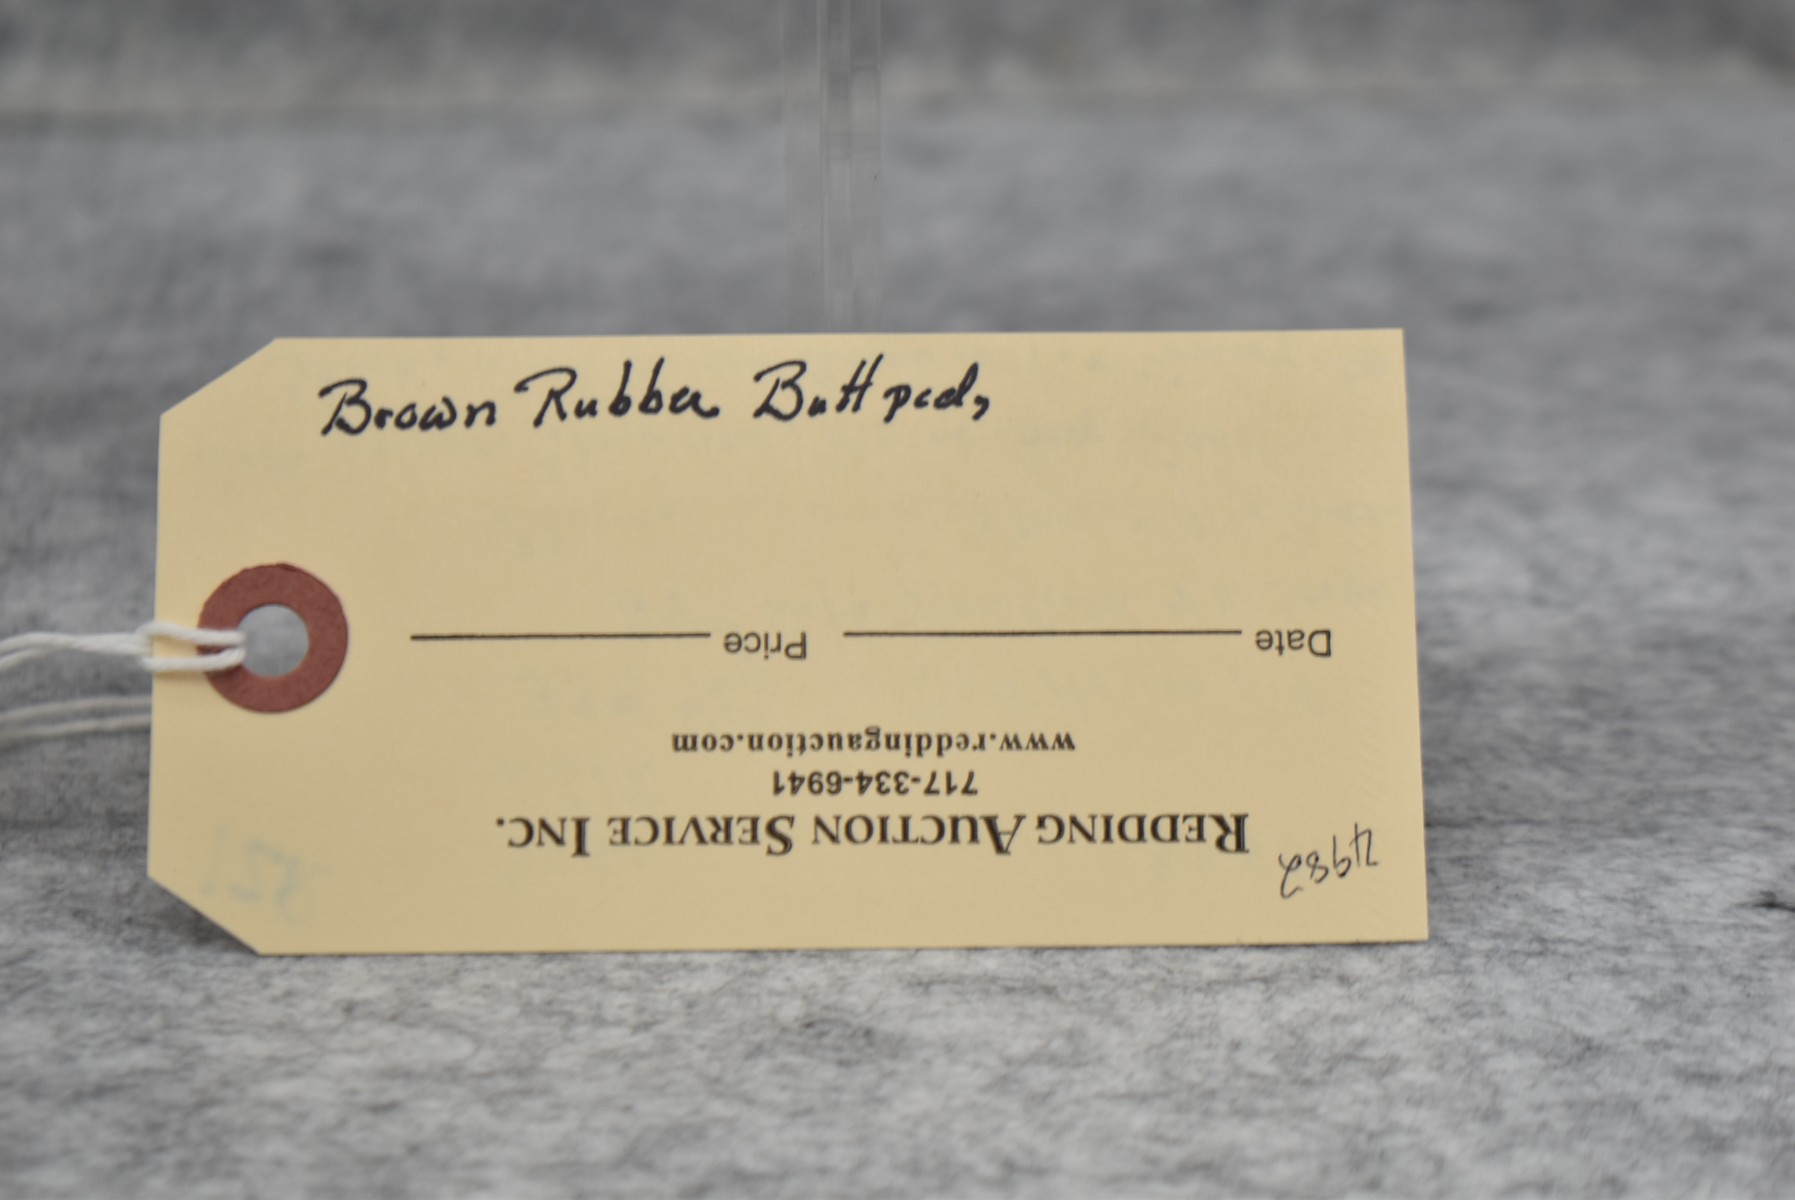 Brown Rubber Butt pad,
Date Price
www.reddingauction.com
717-334-6941
REDDING AUCTION SERVICE INC.
4983